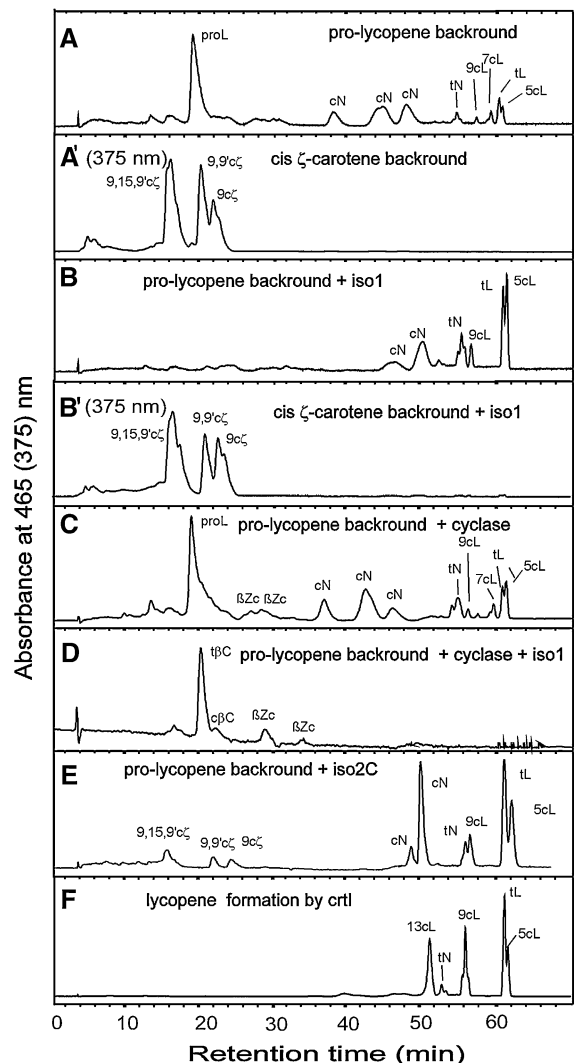 A
proL
pro-lycopene backround
cN
cN
cN
tN
9cL
7cL
tL
5cL
A' (375 nm)
cis ζ-carotene backround
9,15,9'cζ
9,9'cζ
9cζ
B
pro-lycopene backround + iso1
cN
cN
tN
9cL
tL
5cL
B' (375 nm)
cis ζ-carotene backround + iso1
9,15,9'cζ
9,9'cζ
9cζ
C
proL
pro-lycopene backround + cyclase
ßZc ßZc
cN
cN
cN
tN
9cL
7cL
tL
5cL
D
tβC
pro-lycopene backround + cyclase + iso1
cβC
ßZc
ßZc
E
pro-lycopene backround + iso2C
9,15,9'cζ
9,9'cζ
9cζ
cN
cN
tN
9cL
tL
5cL
F
lycopene formation by crtI
13cL
tN
9cL
tL
5cL
Absorbance at 465 (375) nm
0 10 20 30 40 50 60
Retention time (min)